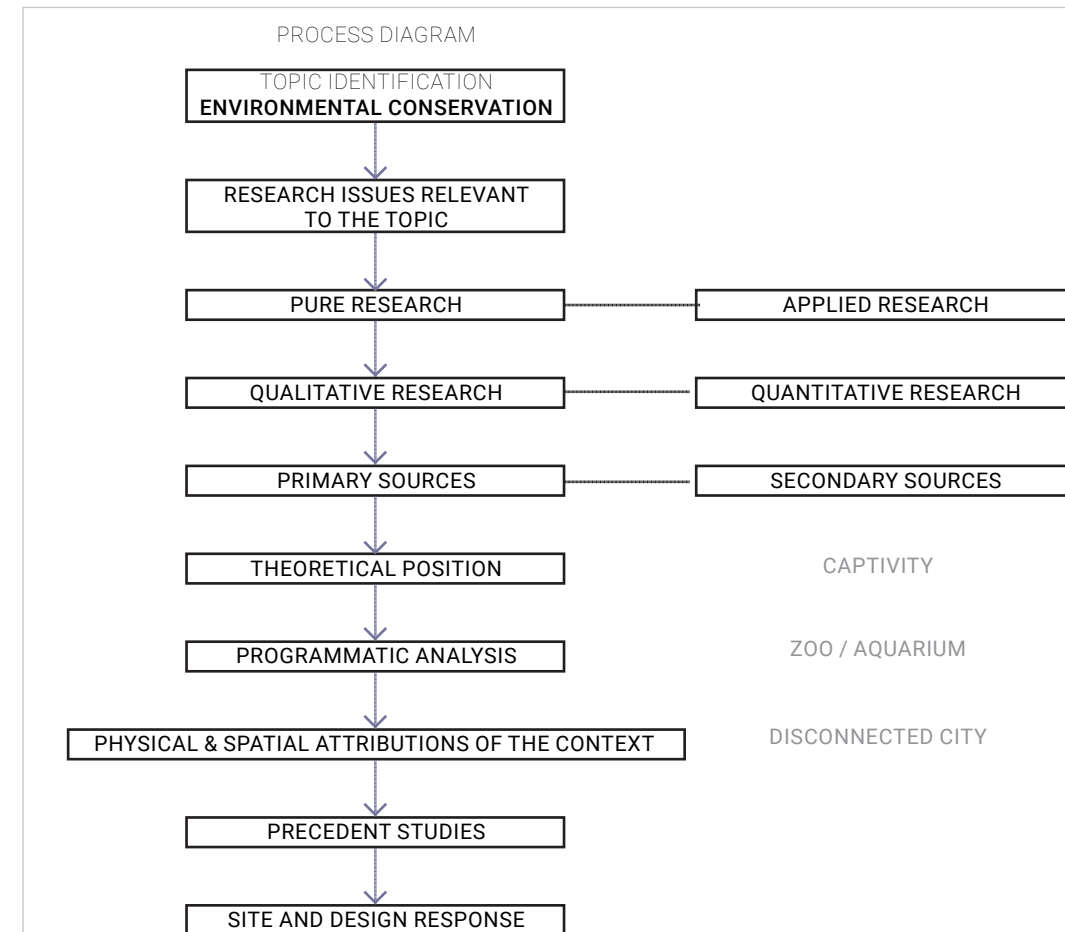 PROCESS DIAGRAM
TOPIC IDENTIFICATION
ENVIRONMENTAL CONSERVATION
RESEARCH ISSUES RELEVANT
TO THE TOPIC
PURE RESEARCH
APPLIED RESEARCH
QUALITATIVE RESEARCH
QUANTITATIVE RESEARCH
PRIMARY SOURCES
SECONDARY SOURCES
THEORETICAL POSITION
CAPTIVITY
PROGRAMMATIC ANALYSIS
ZOO / AQUARIUM
PHYSICAL & SPATIAL ATTRIBUTIONS OF THE CONTEXT
DISCONNECTED CITY
PRECEDENT STUDIES
SITE AND DESIGN RESPONSE